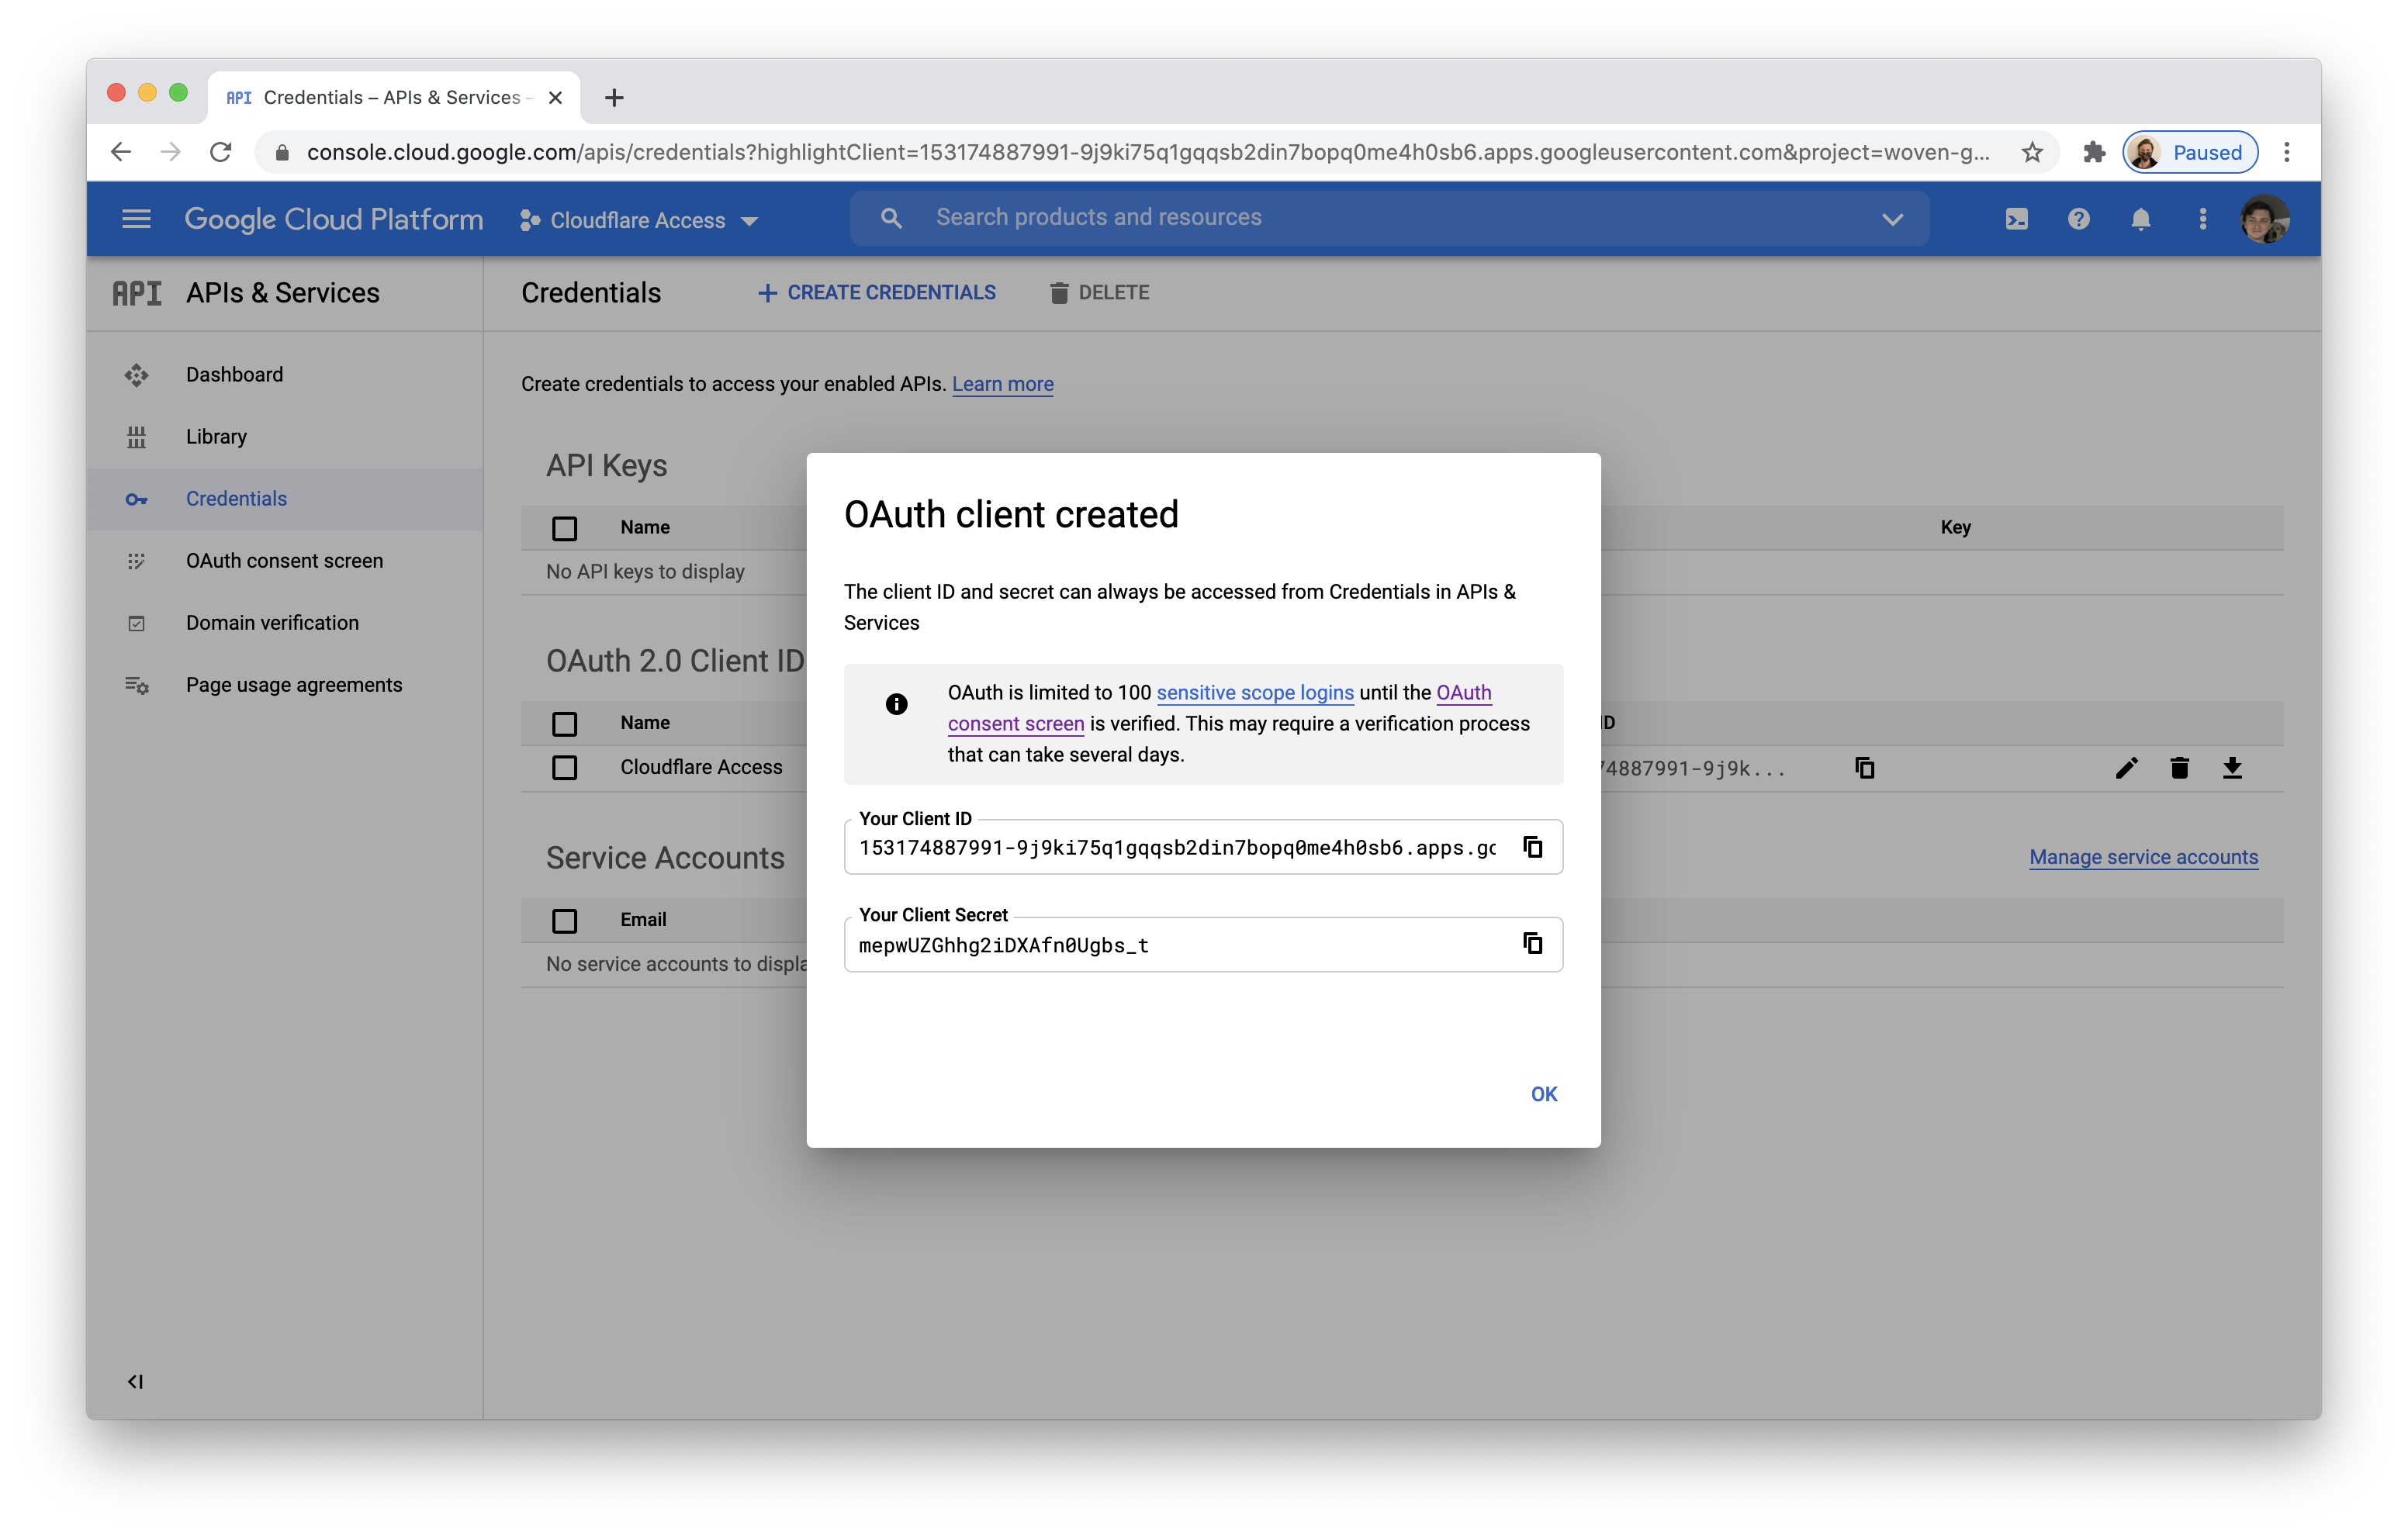 API Credentials – APIs & Services –
console.cloud.google.com/apis/credentials?highlightClient=153174887991-9j9ki75q1gqqsb2din7bopq0me4h0sb6.apps.googleusercontent.com&project=woven-g... Paused
Google Cloud Platform Cloudflare Access Search products and resources
API APIs & Services Credentials + CREATE CREDENTIALS DELETE
Dashboard
Library
Credentials
OAuth consent screen
Domain verification
Page usage agreements
Create credentials to access your enabled APIs. Learn more
API Keys
Name Key
No API keys to display
OAuth 2.0 Client ID
Name ID
Cloudflare Access 74887991-9j9k...
Service Accounts Manage service accounts
Email
No service accounts to displa
OAuth client created
The client ID and secret can always be accessed from Credentials in APIs &
Services
OAuth is limited to 100 sensitive scope logins until the OAuth
consent screen is verified. This may require a verification process
that can take several days.
Your Client ID
153174887991-9j9ki75q1gqqsb2din7bopq0me4h0sb6.apps.go
Your Client Secret
mepwUZGhhg2iDXAfn0Ugbs_t
OK